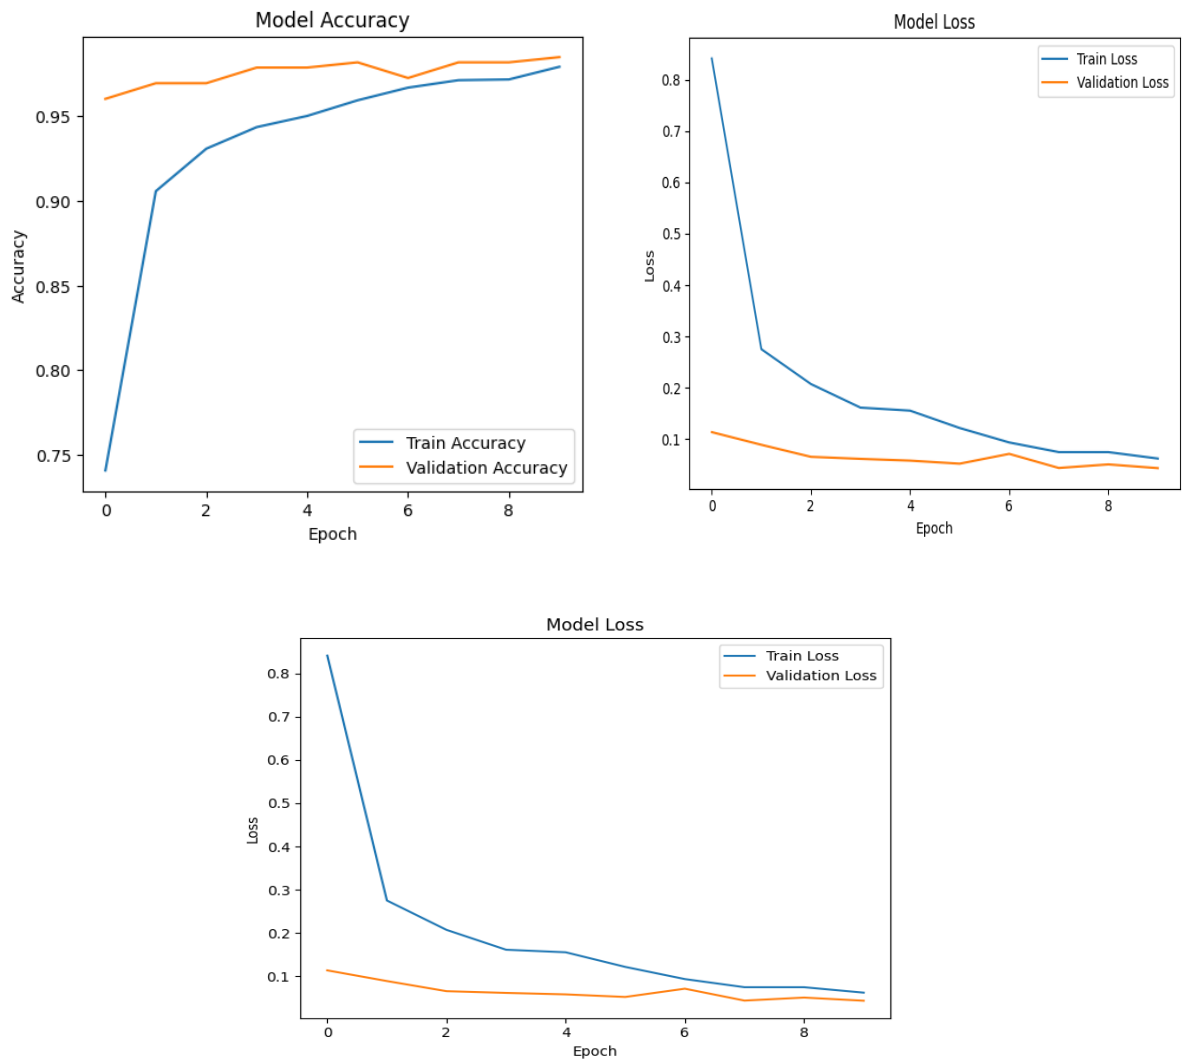 Model Accuracy
Accuracy
0.95
0.90
0.85
0.80
0.75
Train Accuracy
Validation Accuracy
0 2 4 6 8
Epoch
Model Loss
Loss
0.8
0.7
0.6
0.5
0.4
0.3
0.2
0.1
Train Loss
Validation Loss
0 2 4 6 8
Epoch
Model Loss
Loss
0.8
0.7
0.6
0.5
0.4
0.3
0.2
0.1
Train Loss
Validation Loss
0 2 4 6 8
Epoch